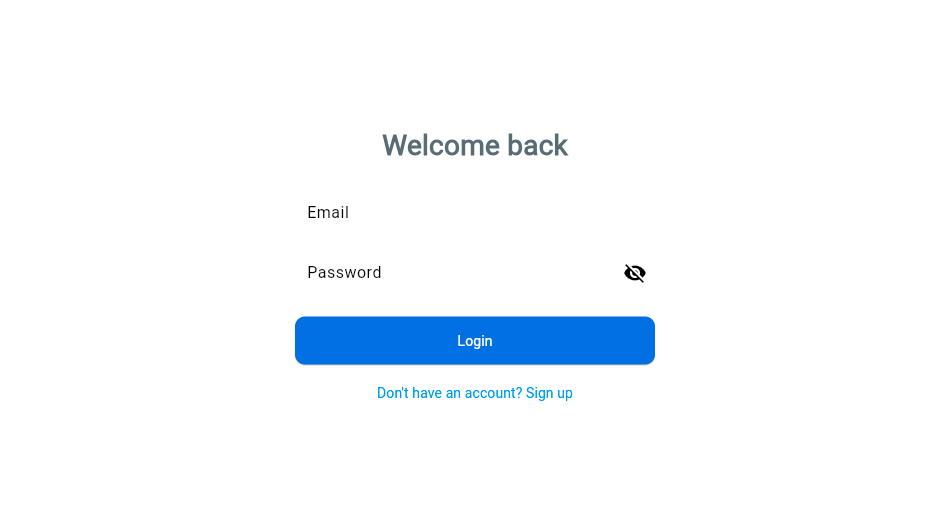 Welcome back
Email
Password
Login
Don't have an account? Sign up